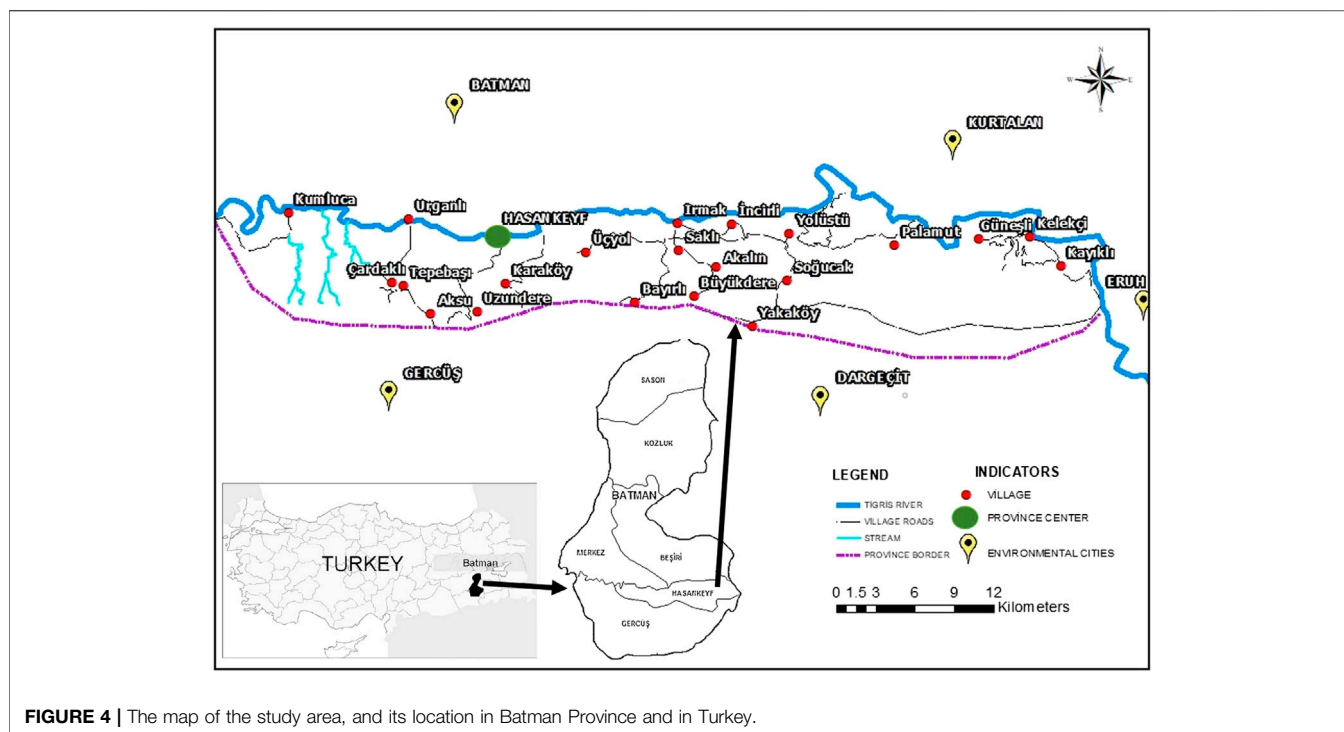 BATMAN
KURTALAN
N
W
E
S
Kumluca
Urganlı
HASANKEYF
Irmak
İncirli
Yolüstü
Güneşli
Kelekçi
Üçyol
Saklı
Palamut
Çardaklı
Tepebaşı
Karaköy
Akalın
Soğucak
Kayıklı
Aksu
Uzundere
Bayırlı
Büyükdere
Yakaköy
ERUH
GERCÜŞ
DARGEÇİT
SASON
KOZLUK
BATMAN
MERKEZ
BEŞİRİ
HASANKEYF
GERCÜŞ
TURKEY
Batman
LEGEND
TIGRIS RIVER
VILLAGE ROADS
STREAM
PROVINCE BORDER
INDICATORS
VİLLAGE
PROVINCE CENTER
ENVIRONMENTAL CITIES
0 1.5 3 6 9 12
Kilometers
FIGURE 4 | The map of the study area, and its location in Batman Province and in Turkey.